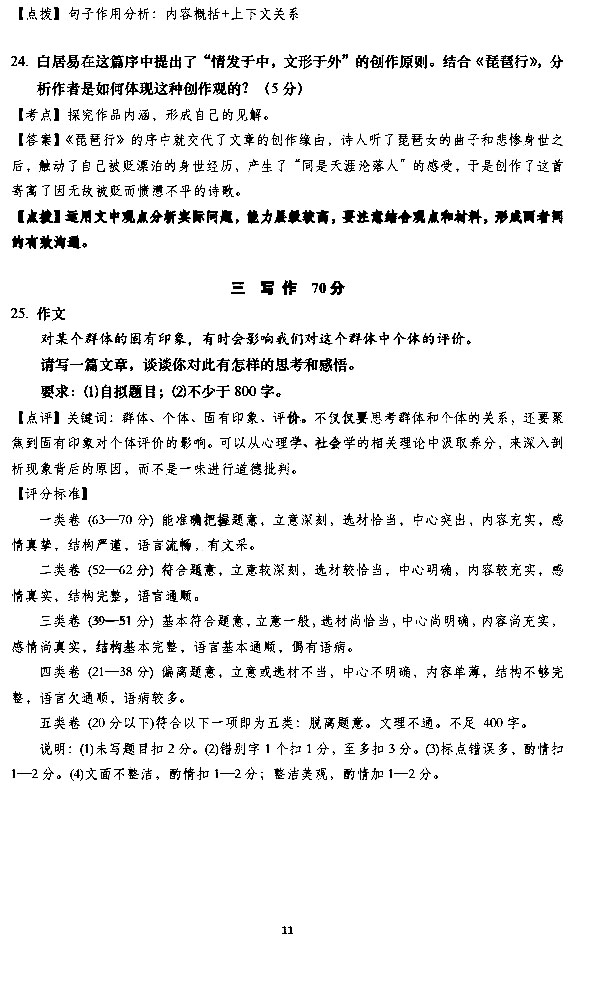 【点拨】句子作用分析：内容概括+上下文关系
24. 白居易在这篇序中提出了“情发于中，文形于外”的创作原则。结合《琵琶行》，分
析作者是如何体现这种创作观的？（5 分）
【考点】探究作品内涵，形成自己的见解。
【答案】《琵琶行》的序中就交代了文章的创作缘由，诗人听了琵琶女的曲子和悲惨身世之
后，触动了自己被贬漂泊的身世经历，产生了“同是天涯沦落人”的感受，于是创作了这首
寄寓了因无故被贬而愤懑不平的诗歌。
【点拨】运用文中观点分析实际问题，能力层级较高，要注意结合观点和材料，形成两者间
的有效沟通。
三 写 作 70 分
25. 作文
对某个群体的固有印象，有时会影响我们对这个群体中个体的评价。
请写一篇文章，谈谈你对此有怎样的思考和感悟。
要求：(1)自拟题目；(2)不少于 800 字。
【点评】关键词：群体、个体、固有印象、评价。不仅仅要思考群体和个体的关系，还要聚
焦到固有印象对个体评价的影响。可以从心理学、社会学的相关理论中汲取养分，来深入剖
析现象背后的原因，而不是一味进行道德批判。
【评分标准】
一类卷 (63—70 分) 能准确把握题意，立意深刻，选材恰当，中心突出，内容充实，感
情真挚，结构严谨，语言流畅，有文采。
二类卷 (52—62 分) 符合题意，立意较深刻，选材较恰当，中心明确，内容较充实，感
情真实，结构完整，语言通顺。
三类卷 (39—51 分) 基本符合题意，立意一般，选材尚恰当，中心尚明确，内容尚充实，
感情尚真实，结构基本完整，语言基本通顺，偶有语病。
四类卷 (21—38 分) 偏离题意，立意或选材不当，中心不明确，内容单薄，结构不够完
整，语言欠通顺，语病较多。
五类卷 (20 分以下)符合以下一项即为五类：脱离题意。文理不通。不足 400 字。
说明：(1)未写题目扣 2 分。(2)错别字 1 个扣 1 分，至多扣 3 分。(3)标点错误多，酌情扣
1—2 分。(4)文面不整洁，酌情扣 1—2 分；整洁美观，酌情加 1—2 分。
11